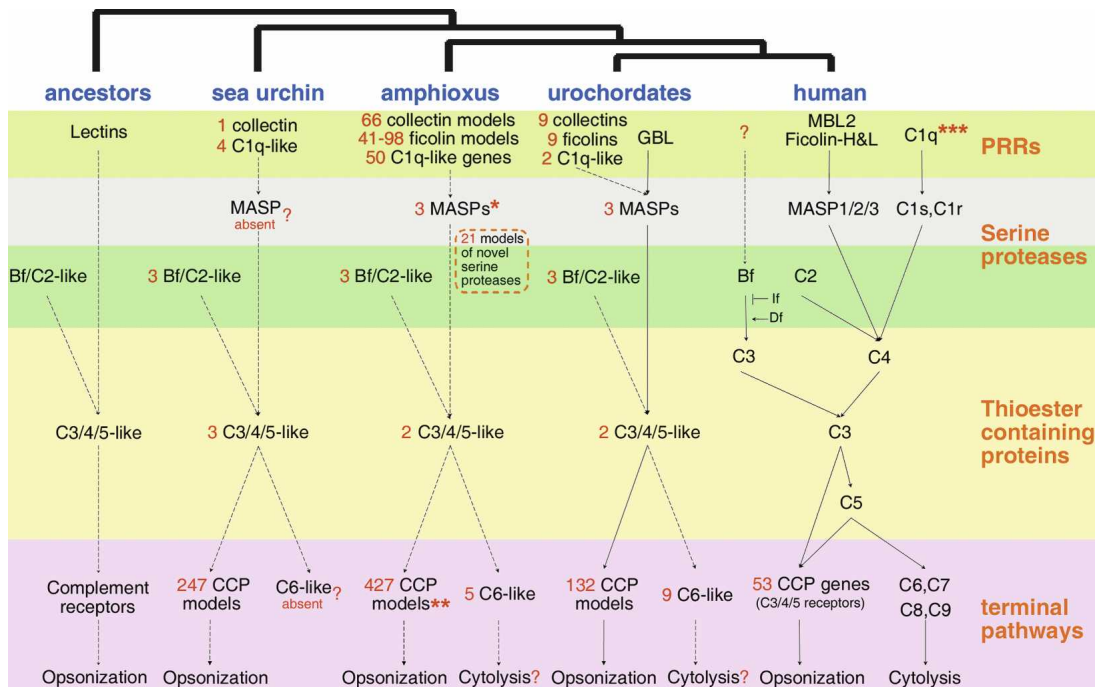 ancestors
sea urchin
amphioxus
urochordates
human
Lectins
1 collectin
4 C1q-like
66 collectin models
41-98 ficolin models
50 C1q-like genes
9 collectins
9 ficolins
2 C1q-like
GBL
?
MBL2
Ficolin-H&L
C1q***
PRRs
MASP?
absent
3 MASPs*
3 MASPs
MASP1/2/3
C1s,C1r
Serine
proteases
21 models
of novel
serine
proteases
Bf/C2-like
3 Bf/C2-like
3 Bf/C2-like
3 Bf/C2-like
Bf
C2
If
Df
C3
C4
Thioester
containing
proteins
C3/4/5-like
3 C3/4/5-like
2 C3/4/5-like
2 C3/4/5-like
C3
C5
Complement
receptors
247 CCP
models
C6-like?
absent
427 CCP
models**
5 C6-like
132 CCP
models
9 C6-like
53 CCP genes
(C3/4/5 receptors)
C6,C7
C8,C9
terminal
pathways
Opsonization
Opsonization
Opsonization
Cytolysis?
Opsonization
Cytolysis?
Opsonization
Cytolysis